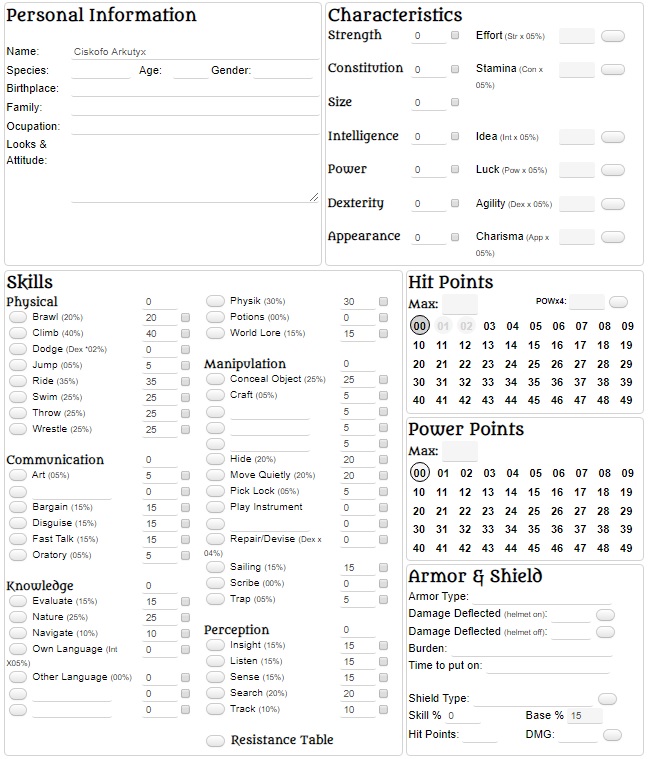 Personal Information
Name: Ciskofo Arkutyx
Species: Age: Gender:
Birthplace:
Family:
Ocupation:
Looks &
Attitude:
Characteristics
Strength 0 Effort (Str x 05%)
Constitution 0 Stamina (Con x
05%)
Size 0
Intelligence 0 Idea (Int x 05%)
Power 0 Luck (Pow x 05%)
Dexterity 0 Agility (Dex x 05%)
Appearance 0 Charisma (App x
05%)
Skills
Physical 0
Brawl (20%) 20
Climb (40%) 40
Dodge (Dex *02%) 0
Jump (05%) 5
Ride (35%) 35
Swim (25%) 25
Throw (25%) 25
Wrestle (25%) 25
Communication 0
Art (05%) 5
0
Bargain (15%) 15
Disguise (15%) 15
Fast Talk (15%) 15
Oratory (05%) 5
Knowledge 0
Evaluate (15%) 15
Nature (25%) 25
Navigate (10%) 10
Own Language (Int 0
X05%)
Other Language (00%) 0
0
0
Physik (30%) 30
Potions (00%) 0
World Lore (15%) 15
Manipulation 0
Conceal Object (25%) 25
Craft (05%) 5
5
5
5
Hide (20%) 20
Move Quietly (20%) 20
Pick Lock (05%) 5
Play Instrument 0
0
Repair/Devise (Dex x 0
04%)
Sailing (15%) 15
Scribe (00%) 0
Trap (05%) 5
Perception 0
Insight (15%) 15
Listen (15%) 15
Sense (15%) 15
Search (20%) 20
Track (10%) 10
Resistance Table
Hit Points
Max: POWx4:
00 01 02 03 04 05 06 07 08 09
10 11 12 13 14 15 16 17 18 19
20 21 22 23 24 25 26 27 28 29
30 31 32 33 34 35 36 37 38 39
40 41 42 43 44 45 46 47 48 49
Power Points
Max:
00 01 02 03 04 05 06 07 08 09
10 11 12 13 14 15 16 17 18 19
20 21 22 23 24 25 26 27 28 29
30 31 32 33 34 35 36 37 38 39
40 41 42 43 44 45 46 47 48 49
Armor & Shield
Armor Type:
Damage Deflected (helmet on):
Damage Deflected (helmet off):
Burden:
Time to put on:
Shield Type:
Skill % 0 Base % 15
Hit Points: DMG: